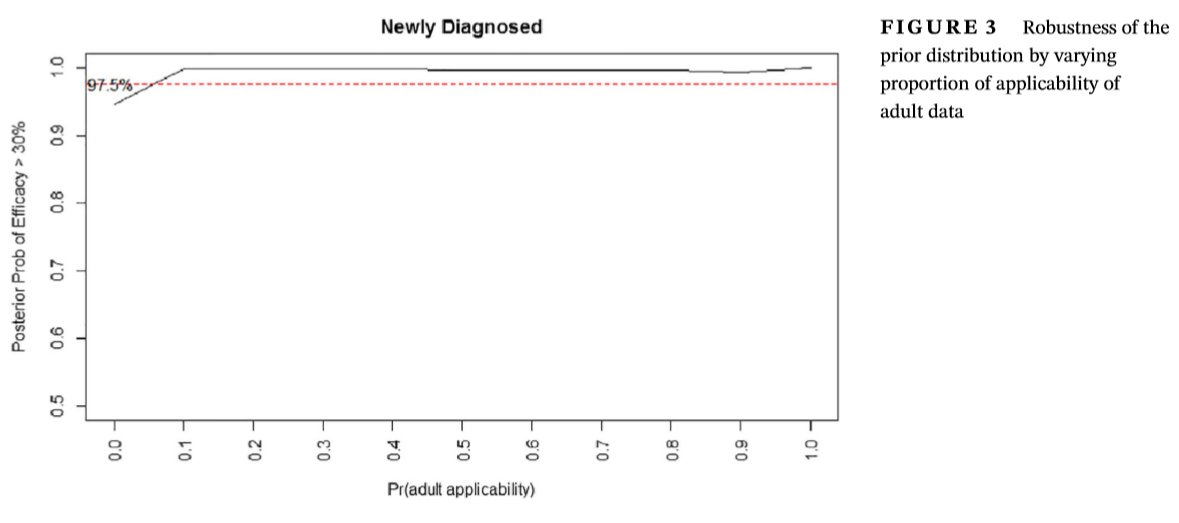 Newly Diagnosed
FIGURE 3 Robustness of the
prior distribution by varying
proportion of applicability of
adult data
Posterior Prob of Efficacy > 30%
1.0
0.9
0.8
0.7
0.6
0.5
97.5%
0.0 0.1 0.2 0.3 0.4 0.5 0.6 0.7 0.8 0.9 1.0
Pr(adult applicability)